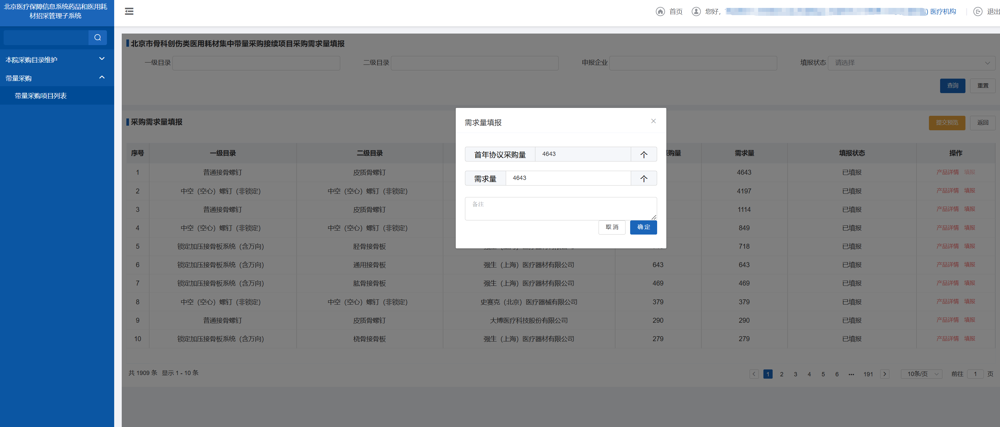 北京医疗保障信息系统药品和医用耗
材招采管理子系统
首页 您好， ) 医疗机构 退出
本院采购目录维护
带量采购
带量采购项目列表
北京市骨科创伤类医用耗材集中带量采购接续项目采购需求量填报
一级目录 二级目录 申报企业 填报状态 请选择
查询 重置
采购需求量填报
提交预览 返回
需求量填报
首年协议采购量 4643 个
需求量 4643 个
备注
取消 确定
序号 一级目录 二级目录 购量 需求量 填报状态 操作
1 普通接骨螺钉 皮质骨螺钉 4643 已填报 产品详情 填报
2 中空（空心）螺钉（非锁定） 中空（空心）螺钉（非锁定） 4197 已填报 产品详情 填报
3 普通接骨螺钉 皮质骨螺钉 1114 已填报 产品详情 填报
4 中空（空心）螺钉（非锁定） 中空（空心）螺钉（非锁定） 849 已填报 产品详情 填报
5 锁定加压接骨板系统（含万向） 胫骨接骨板 718 已填报 产品详情 填报
6 锁定加压接骨板系统（含万向） 通用接骨板 强生（上海）医疗器材有限公司 643 643 已填报 产品详情 填报
7 锁定加压接骨板系统（含万向） 肱骨接骨板 强生（上海）医疗器材有限公司 469 469 已填报 产品详情 填报
8 中空（空心）螺钉（非锁定） 中空（空心）螺钉（非锁定） 史赛克（北京）医疗器械有限公司 379 379 已填报 产品详情 填报
9 普通接骨螺钉 皮质骨螺钉 大博医疗科技股份有限公司 290 290 已填报 产品详情 填报
10 锁定加压接骨板系统（含万向） 桡骨接骨板 强生（上海）医疗器材有限公司 279 279 已填报 产品详情 填报
共 1909 条 显示 1 - 10 条 1 2 3 4 5 6 ••• 191 10条/页 前往 1 页